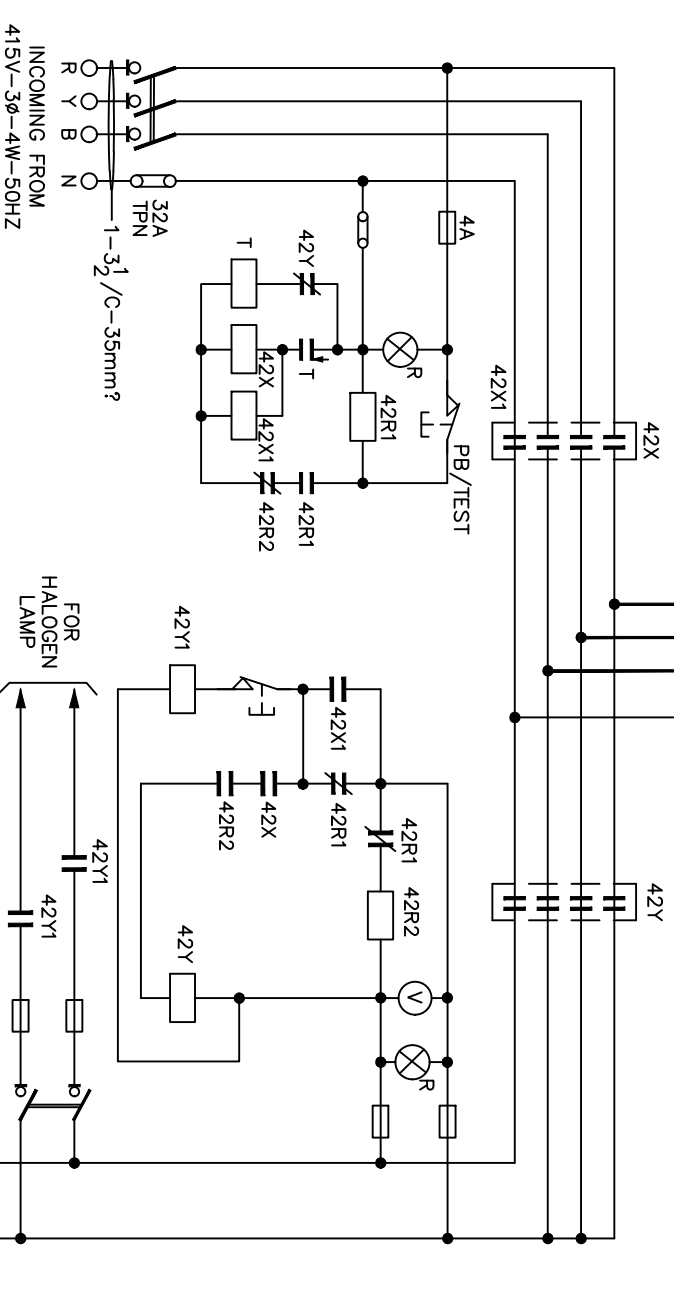 INCOMING FROM
415V-3Ø-4W-50HZ
R
Y
B
N
32A
TPN
1-3½/C-35mm?
4A
42Y
T
T
42X
42X1
R
42R1
PB/TEST
42R1
42R2
42X1
42X
FOR
HALOGEN
LAMP
42Y1
42X1
42R1
42X
42R2
42R1
42R2
42Y
V
R
42Y1
42Y1
42Y